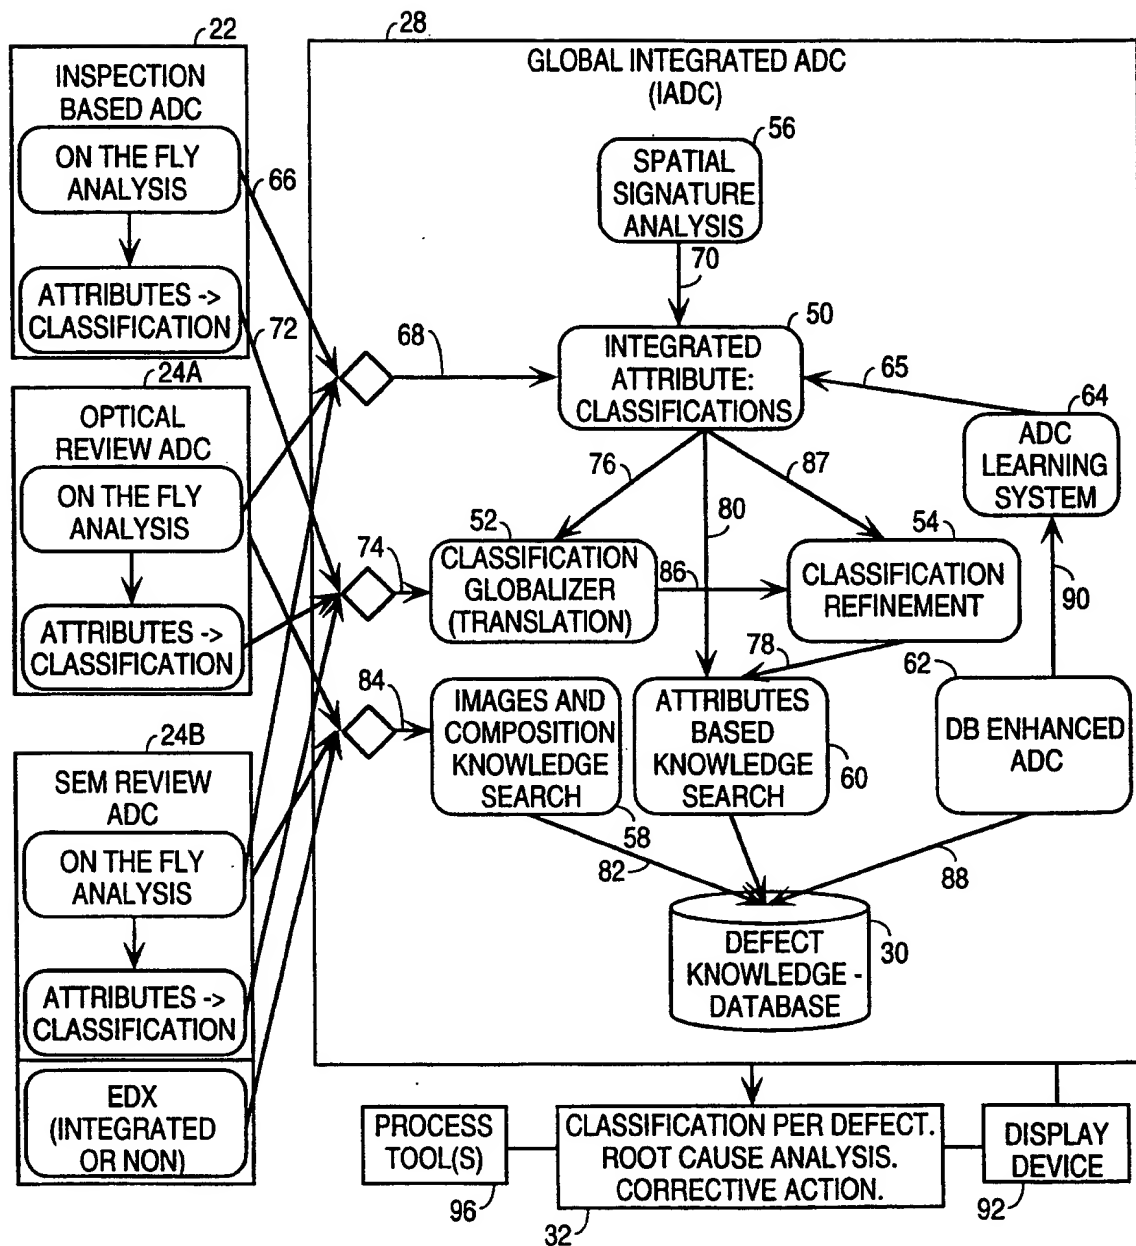 22
INSPECTION
BASED ADC
ON THE FLY
ANALYSIS
ATTRIBUTES ->
CLASSIFICATION
66
72
24A
OPTICAL
REVIEW ADC
ON THE FLY
ANALYSIS
ATTRIBUTES ->
CLASSIFICATION
24B
SEM REVIEW
ADC
ON THE FLY
ANALYSIS
ATTRIBUTES ->
CLASSIFICATION
EDX
(INTEGRATED
OR NON)
28
GLOBAL INTEGRATED ADC
(IADC)
56
SPATIAL
SIGNATURE
ANALYSIS
70
50
68
INTEGRATED
ATTRIBUTE:
CLASSIFICATIONS
65
64
ADC
LEARNING
SYSTEM
76
80
87
52
54
74
CLASSIFICATION
GLOBALIZER
(TRANSLATION)
86
CLASSIFICATION
REFINEMENT
90
78
62
84
IMAGES AND
COMPOSITION
KNOWLEDGE
SEARCH
58
ATTRIBUTES
BASED
KNOWLEDGE
SEARCH
60
DB ENHANCED
ADC
82
88
DEFECT
KNOWLEDGE -
DATABASE
30
PROCESS
TOOL(S)
96
CLASSIFICATION PER DEFECT.
ROOT CAUSE ANALYSIS.
CORRECTIVE ACTION.
32
DISPLAY
DEVICE
92